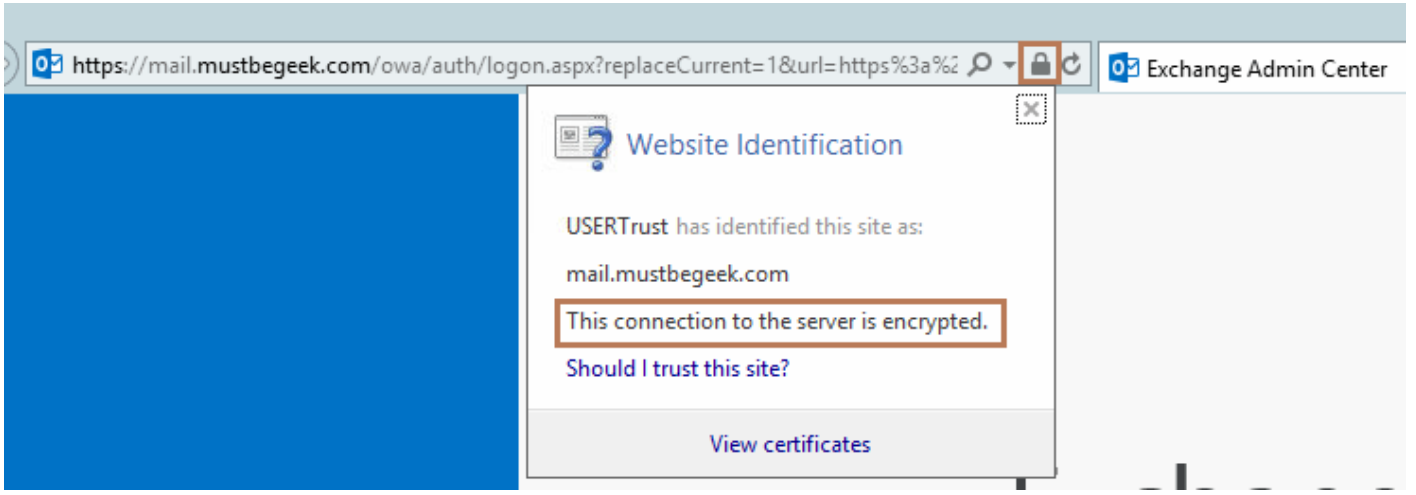 https://mail.mustbegeek.com/owa/auth/logon.aspx?replaceCurrent=1&url=https%3a%2
Exchange Admin Center
Website Identification
USERTrust has identified this site as:
mail.mustbegeek.com
This connection to the server is encrypted.
Should I trust this site?
View certificates